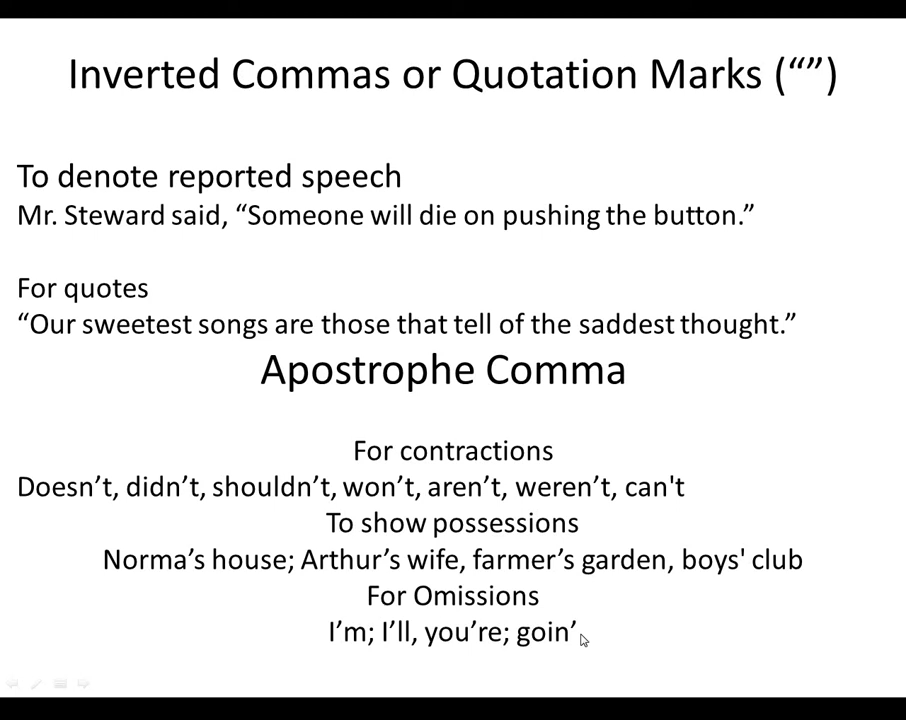 Inverted Commas or Quotation Marks (“”)
To denote reported speech
Mr. Steward said, “Someone will die on pushing the button.”
For quotes
“Our sweetest songs are those that tell of the saddest thought.”
Apostrophe Comma
For contractions
Doesn’t, didn’t, shouldn’t, won’t, aren’t, weren’t, can't
To show possessions
Norma’s house; Arthur’s wife, farmer’s garden, boys' club
For Omissions
I’m; I’ll, you’re; goin’